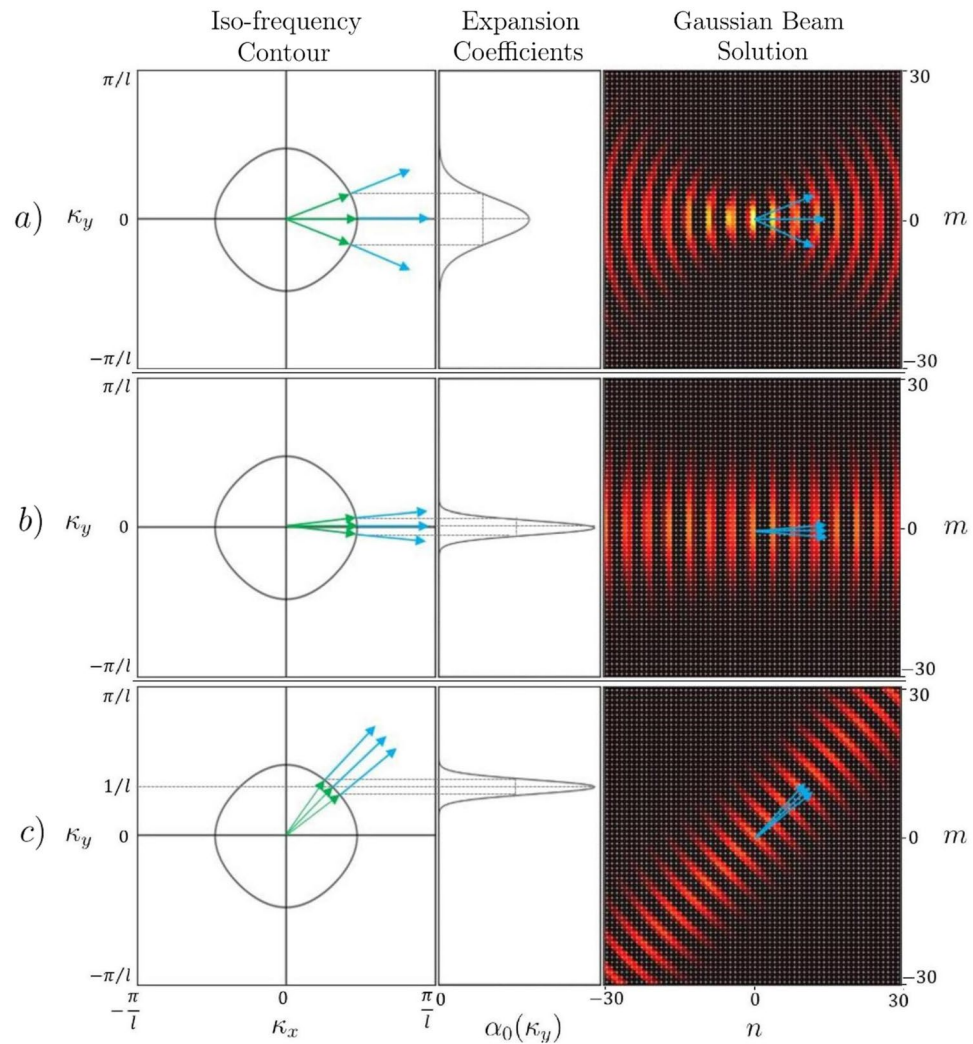 Iso-frequency Contour
Expansion Coefficients
Gaussian Beam Solution
a)
κy
π/l
0
−π/l
30
0
−30
m
b)
κy
π/l
0
−π/l
30
0
−30
m
c)
κy
π/l
1/l
0
−π/l
30
0
−30
m
−π/l
0
π/l
κx
0
α0(κy)
−30
0
30
n